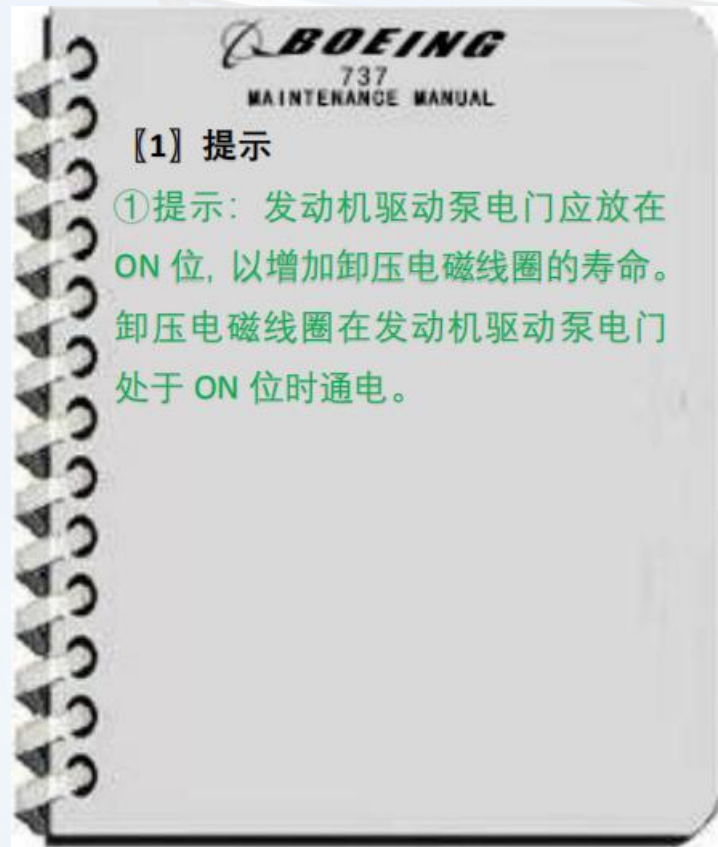 BOEING
737
MAINTENANCE MANUAL
〖1〗提示
①提示：发动机驱动泵电门应放在
ON 位, 以增加卸压电磁线圈的寿命。
卸压电磁线圈在发动机驱动泵电门
处于 ON 位时通电。